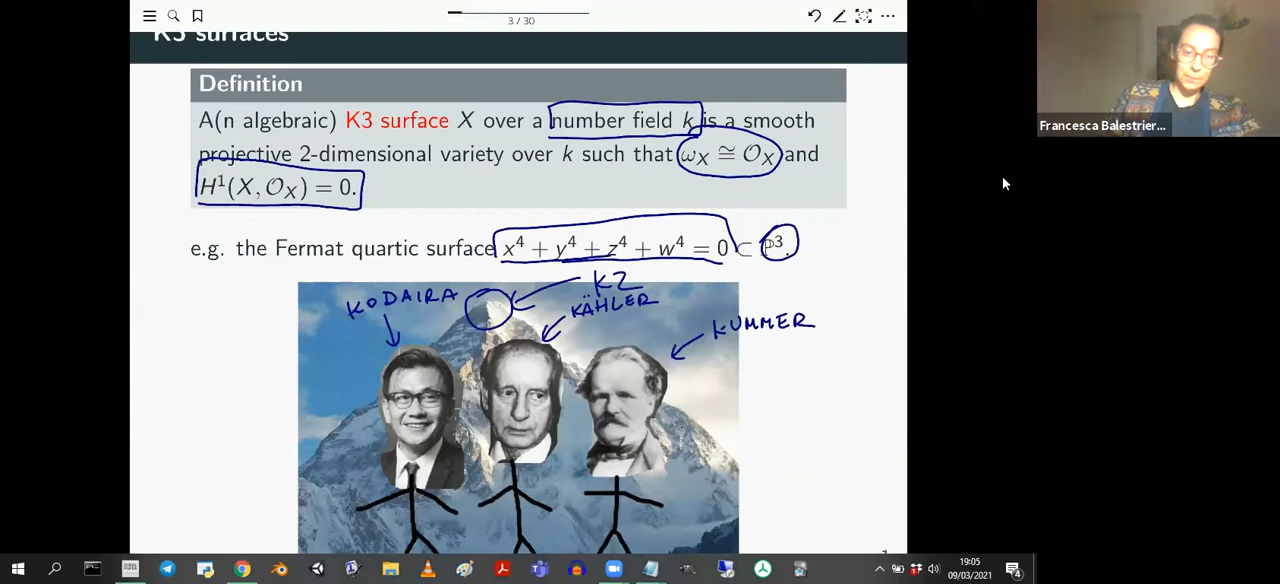 3 / 30
K3 surfaces
Definition
A(n algebraic) K3 surface X over a number field k is a smooth
projective 2-dimensional variety over k such that ω_X ≅ O_X and
H¹(X, O_X) = 0.
e.g. the Fermat quartic surface x⁴ + y⁴ + z⁴ + w⁴ = 0 ⊂ ℙ³.
K2
KODAIRA
KÄHLER
KUMMER
Francesca Balestrier...
19:05
09/03/2021